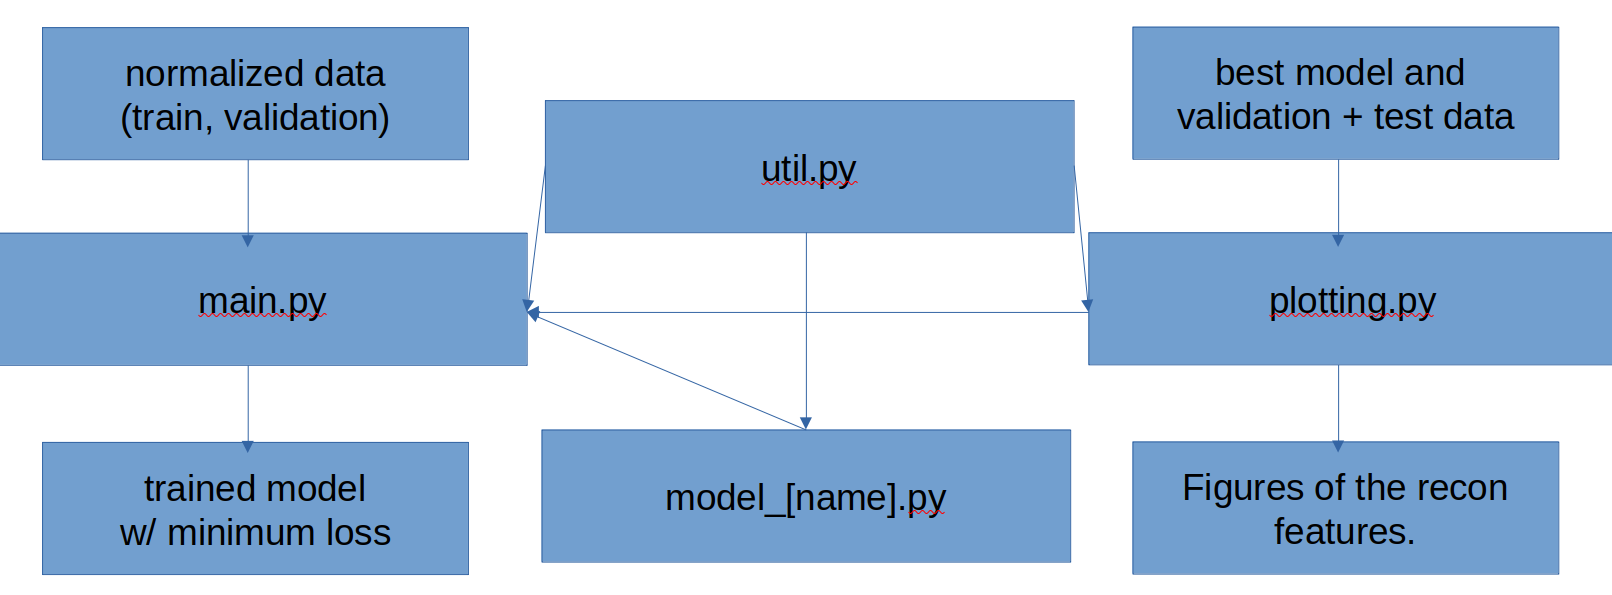 normalized data
(train, validation)
util.py
best model and
validation + test data
main.py
plotting.py
trained model
w/ minimum loss
model_[name].py
Figures of the recon
features.